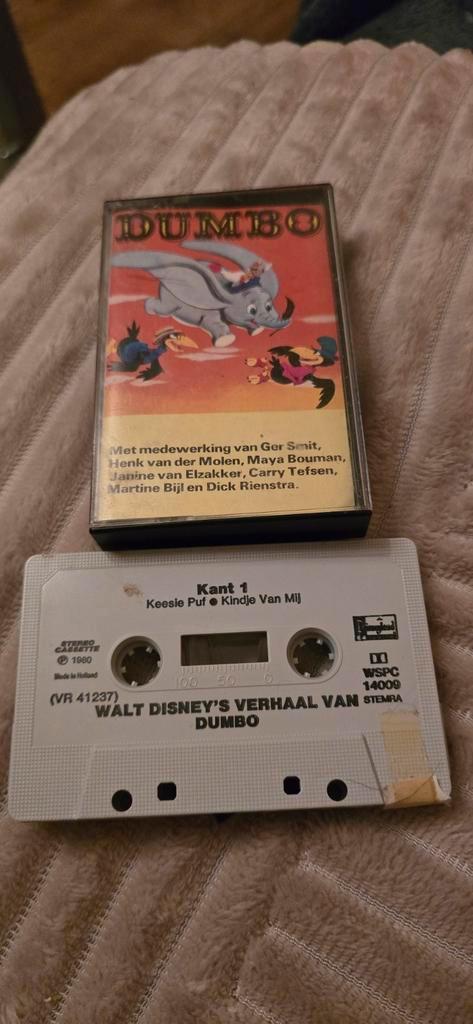 DUMBO
Met medewerking van Ger Smit,
Henk van der Molen, Maya Bouman,
Janine van Elzakker, Carry Tefsen,
Martine Bijl en Dick Rienstra.
Kant 1
Keesie Puf ● Kindje Van Mij
STEREO
CASSETTE
℗ 1980
Made in Holland
100 50 0
WSPC
14009
STEMRA
(VR 41237)
WALT DISNEY'S VERHAAL VAN
DUMBO